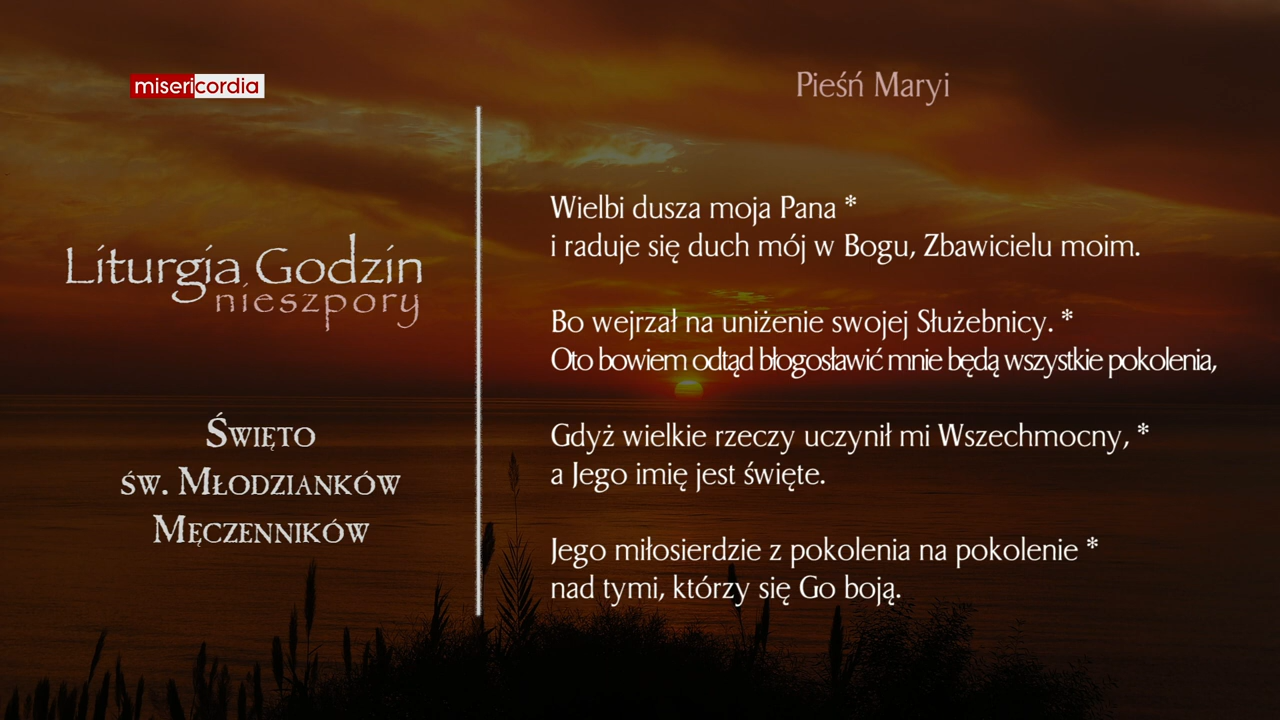 misericordia
Liturgia Godzin
nieszpory
Święto
św. Młodzianków
Męczenników
Pieśń Maryi
Wielbi dusza moja Pana *
i raduje się duch mój w Bogu, Zbawicielu moim.
Bo wejrzał na uniżenie swojej Służebnicy. *
Oto bowiem odtąd błogosławić mnie będą wszystkie pokolenia,
Gdyż wielkie rzeczy uczynił mi Wszechmocny, *
a Jego imię jest święte.
Jego miłosierdzie z pokolenia na pokolenie *
nad tymi, którzy się Go boją.